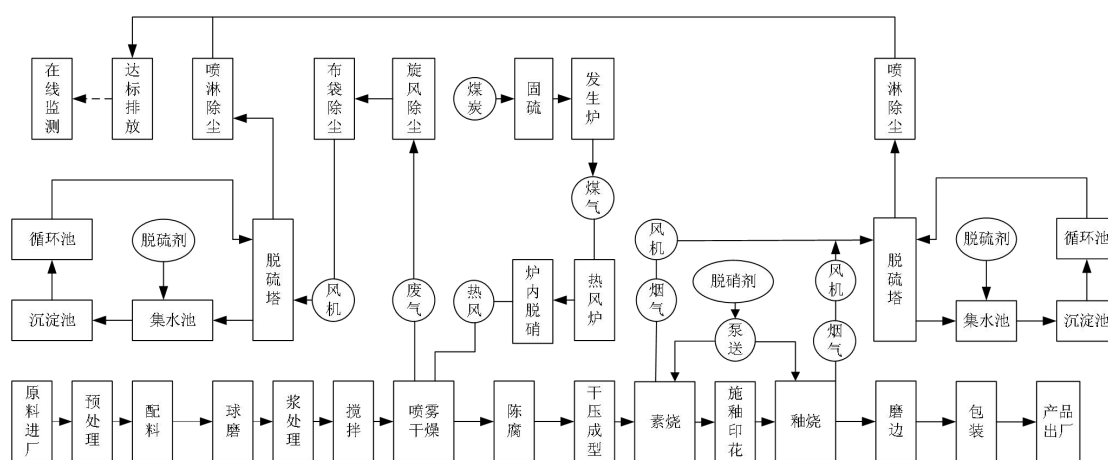 在线监测
达标排放
喷淋除尘
布袋除尘
旋风除尘
煤炭
固硫
发生炉
喷淋除尘
煤气
循环池
脱硫剂
脱硫塔
风机
废气
热风
炉内脱硝
热风炉
风机
烟气
脱硝剂
泵送
风机
烟气
脱硫塔
脱硫剂
循环池
沉淀池
集水池
集水池
沉淀池
原料进厂
预处理
配料
球磨
浆处理
搅拌
喷雾干燥
陈腐
干压成型
素烧
施釉印花
釉烧
磨边
包装
产品出厂